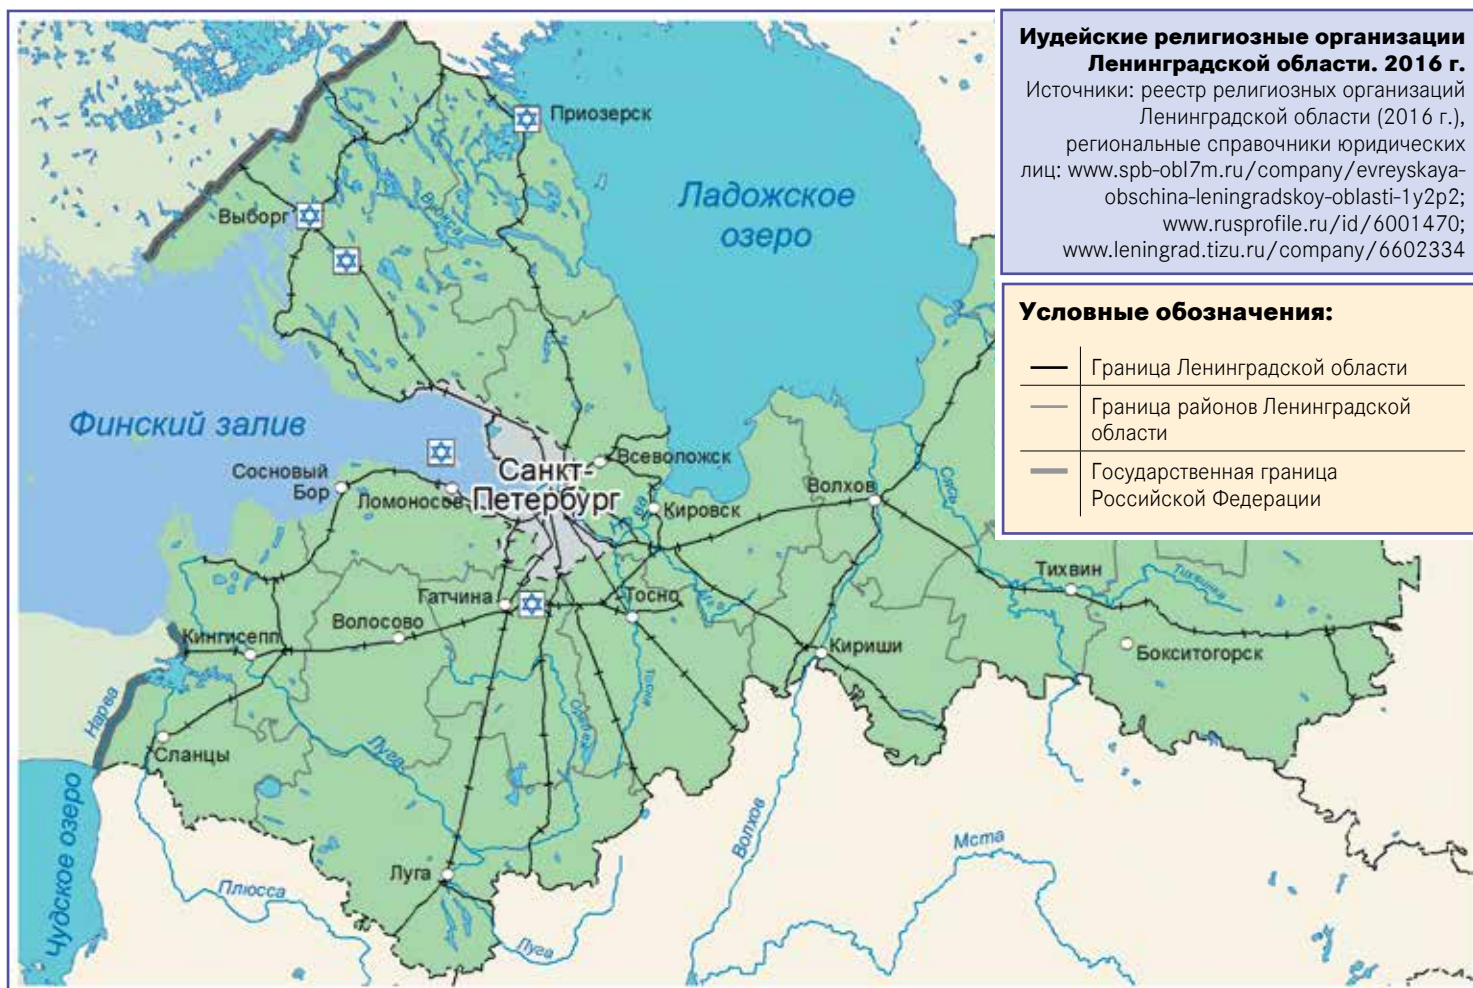 Иудейские религиозные организации
Ленинградской области. 2016 г.
Источники: реестр религиозных организаций
Ленинградской области (2016 г.),
региональные справочники юридических
лиц: www.spb-obl7m.ru/company/evreyskaya-
obschina-leningradskoy-oblasti-1y2p2;
www.rusprofile.ru/id/6001470;
www.leningrad.tizu.ru/company/6602334
Условные обозначения:
Граница Ленинградской области
Граница районов Ленинградской
области
Государственная граница
Российской Федерации
Приозерск
Выборг
Вуокса
Ладожское
озеро
Финский залив
Сосновый
Бор
Ломоносов
Санкт-
Петербург
Всеволожск
Нева
Кировск
Волхов
Сясь
Тихвин
Тихвинка
Гатчина
Тосно
Мга
Волосово
Кингисепп
Кириши
Бокситогорск
Нарва
Сланцы
Луга
Оредеж
Тосна
Чудское озеро
Плюсса
Луга
Луга
Волхов
Мста